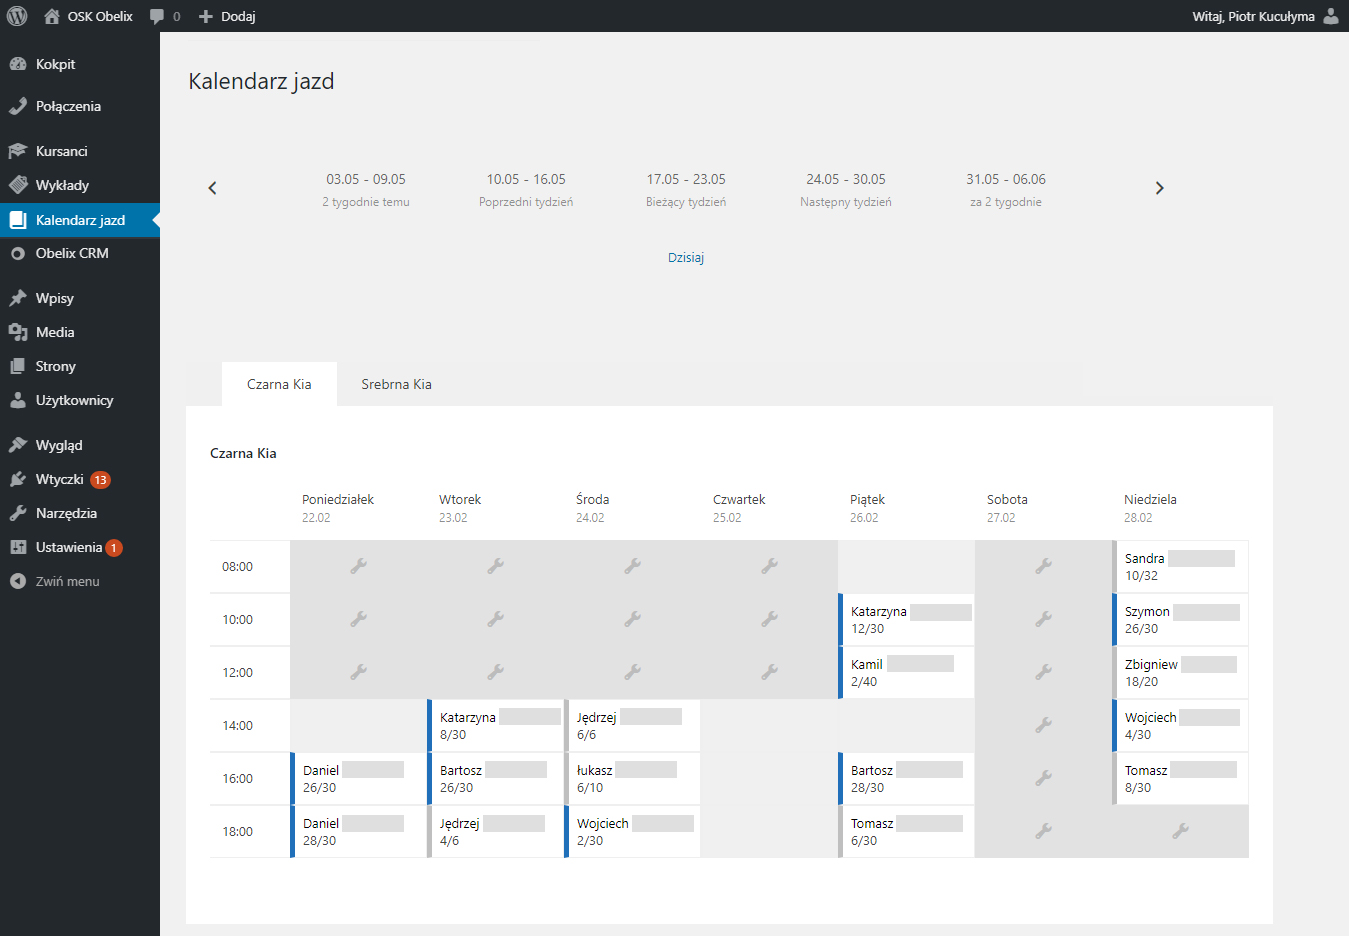 OSK Obelix 0 Dodaj Witaj, Piotr Kucułyma
Kokpit
Połączenia
Kursanci
Wykłady
Kalendarz jazd
Obelix CRM
Wpisy
Media
Strony
Użytkownicy
Wygląd
Wtyczki 13
Narzędzia
Ustawienia 1
Zwiń menu
Kalendarz jazd
03.05 - 09.05 10.05 - 16.05 17.05 - 23.05 24.05 - 30.05 31.05 - 06.06
2 tygodnie temu Poprzedni tydzień Bieżący tydzień Następny tydzień za 2 tygodnie
Dzisiaj
Czarna Kia Srebrna Kia
Czarna Kia
Poniedziałek Wtorek Środa Czwartek Piątek Sobota Niedziela
22.02 23.02 24.02 25.02 26.02 27.02 28.02
08:00 Sandra
10/32
10:00 Katarzyna Szymon
12/30 26/30
12:00 Kamil Zbigniew
2/40 18/20
14:00 Katarzyna Jędrzej Wojciech
8/30 6/6 4/30
16:00 Daniel Bartosz łukasz Bartosz Tomasz
26/30 26/30 6/10 28/30 8/30
18:00 Daniel Jędrzej Wojciech Tomasz
28/30 4/6 2/30 6/30